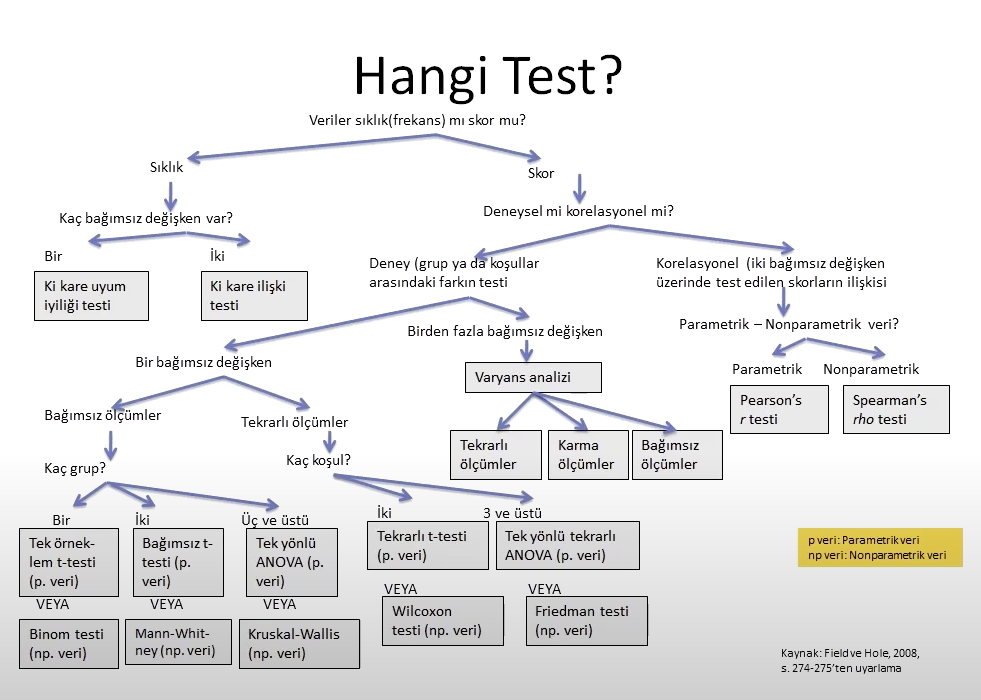 Hangi Test?
Veriler sıklık(frekans) mı skor mu?
Sıklık
Skor
Kaç bağımsız değişken var?
Deneysel mi korelasyonel mi?
Bir
İki
Ki kare uyum
iyiliği testi
Ki kare ilişki
testi
Deney (grup ya da koşullar
arasındaki farkın testi
Korelasyonel (iki bağımsız değişken
üzerinde test edilen skorların ilişkisi
Birden fazla bağımsız değişken
Parametrik – Nonparametrik veri?
Bir bağımsız değişken
Varyans analizi
Parametrik
Nonparametrik
Pearson's
r testi
Spearman's
rho testi
Bağımsız ölçümler
Tekrarlı ölçümler
Tekrarlı
ölçümler
Karma
ölçümler
Bağımsız
ölçümler
Kaç grup?
Kaç koşul?
Bir
İki
Üç ve üstü
İki
3 ve üstü
Tek örnek-
lem t-testi
(p. veri)
Bağımsız t-
testi (p.
veri)
Tek yönlü
ANOVA (p.
veri)
Tekrarlı t-testi
(p. veri)
Tek yönlü tekrarlı
ANOVA (p. veri)
VEYA
VEYA
VEYA
VEYA
VEYA
Binom testi
(np. veri)
Mann-Whit-
ney (np. veri)
Kruskal-Wallis
(np. veri)
Wilcoxon
testi (np. veri)
Friedman testi
(np. veri)
p veri: Parametrik veri
np veri: Nonparametrik veri
Kaynak: Field ve Hole, 2008,
s. 274-275'ten uyarlama